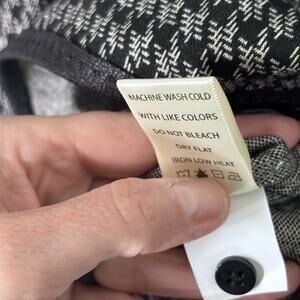 MACHINE WASH COLD
WITH LIKE COLORS
DO NOT BLEACH
DRY FLAT
IRON LOW HEAT